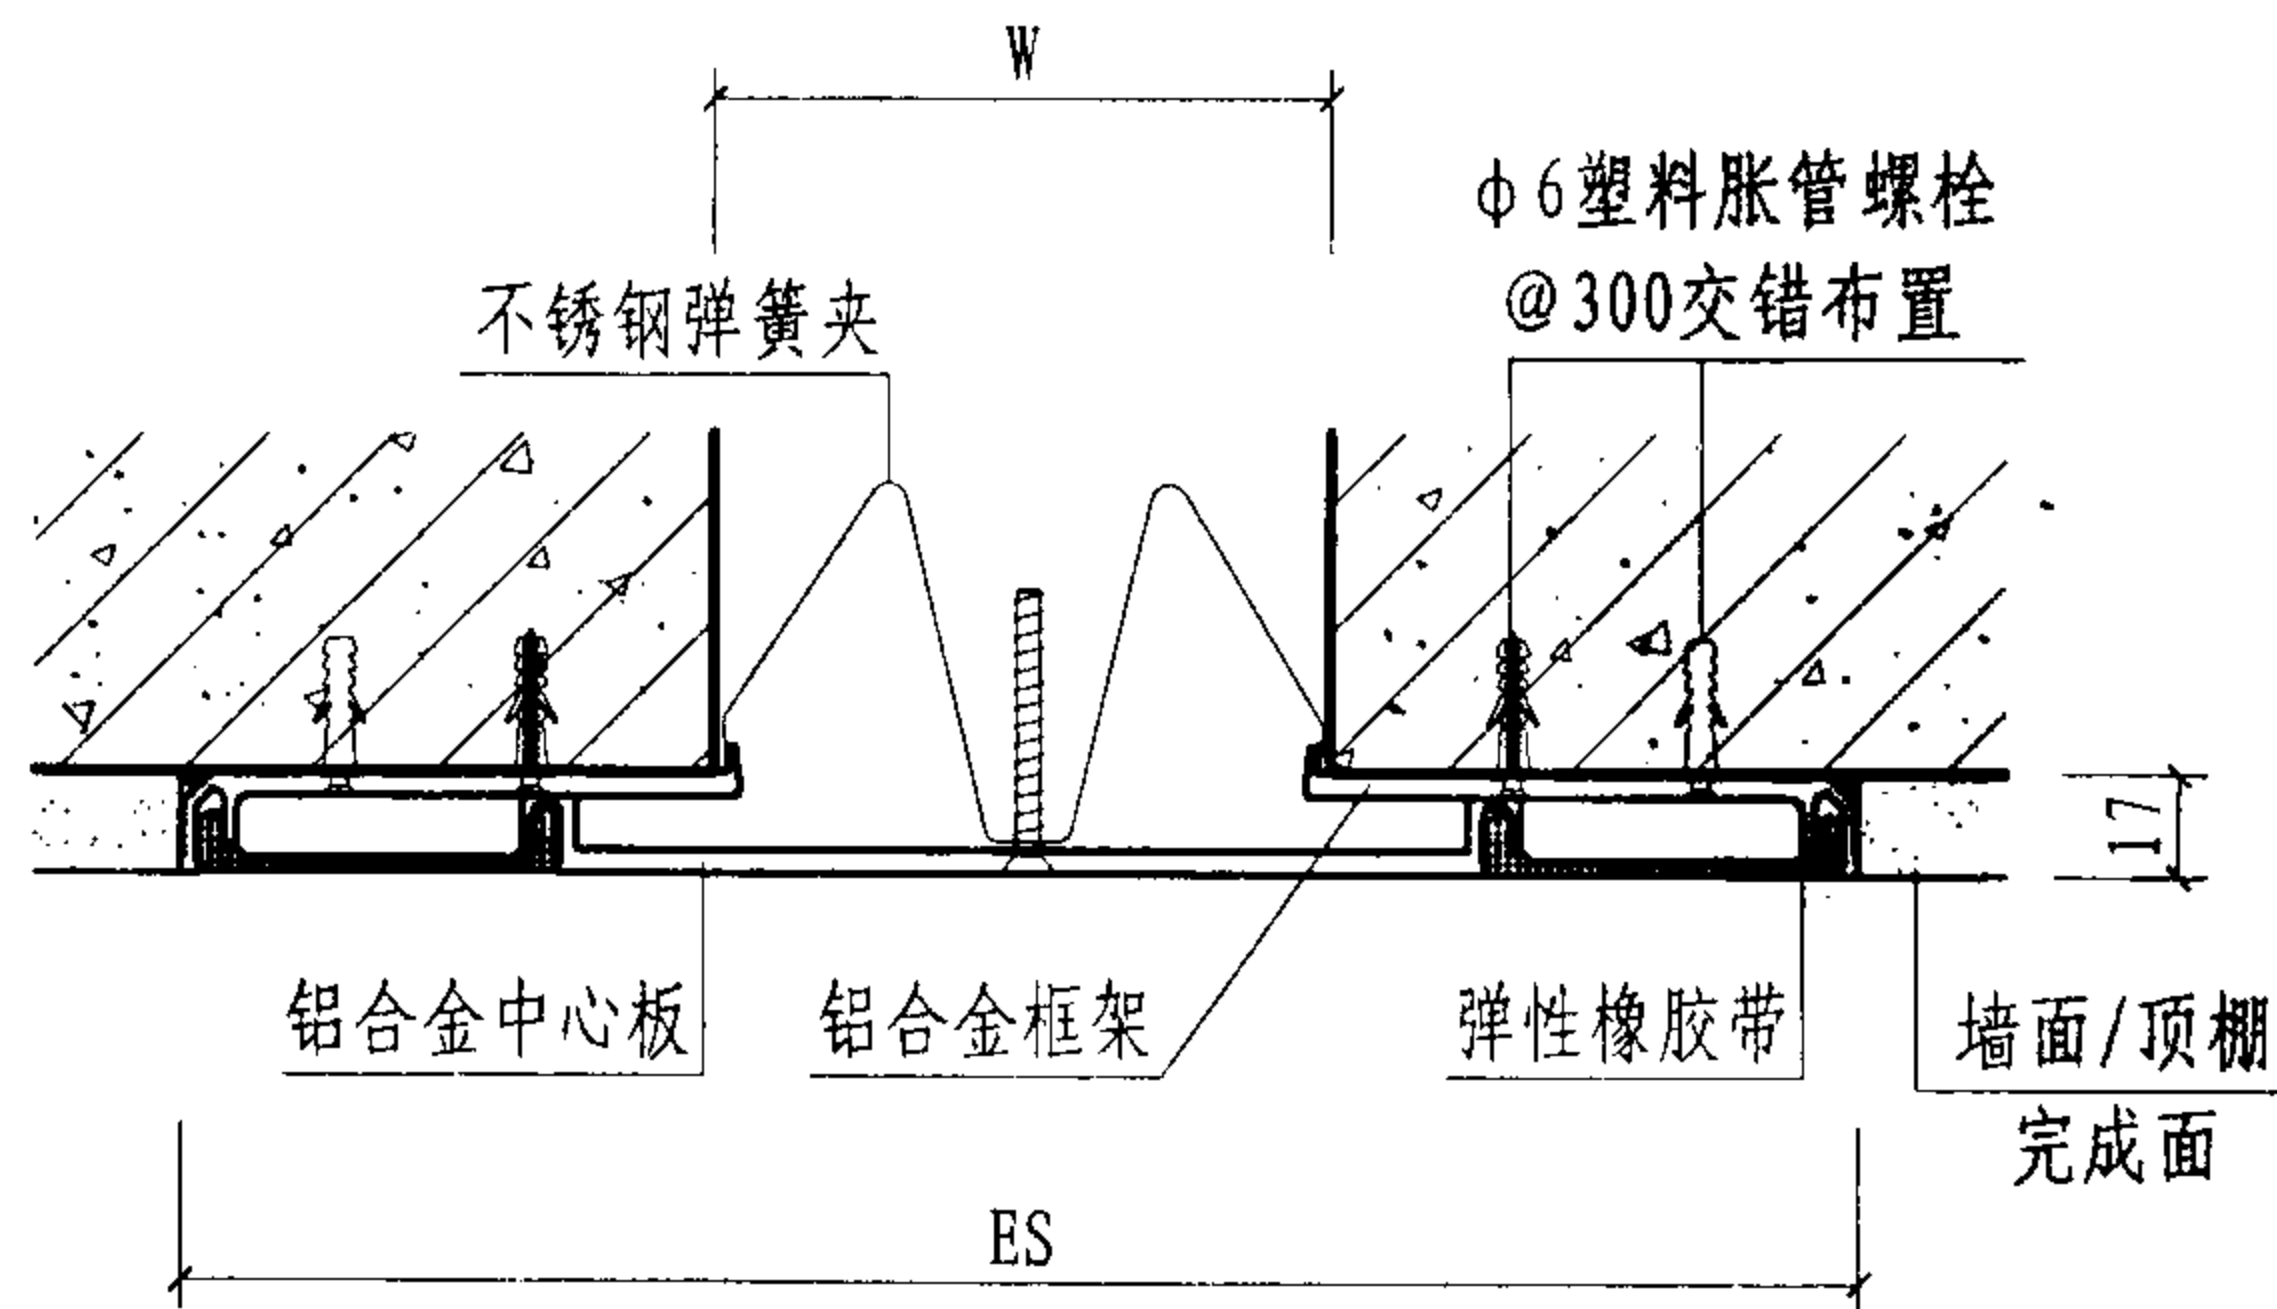 W
φ6塑料胀管螺栓
@300交错布置
不锈钢弹簧夹
17
铝合金中心板
铝合金框架
弹性橡胶带
墙面/顶棚
完成面
ES